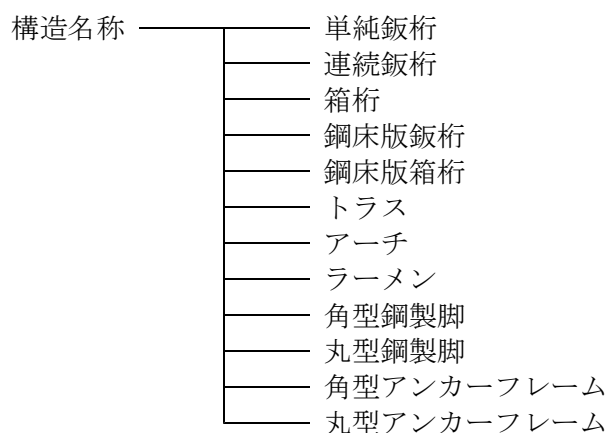 構造名称
単純鈑桁
連続鈑桁
箱桁
鋼床版鈑桁
鋼床版箱桁
トラス
アーチ
ラーメン
角型鋼製脚
丸型鋼製脚
角型アンカーフレーム
丸型アンカーフレーム